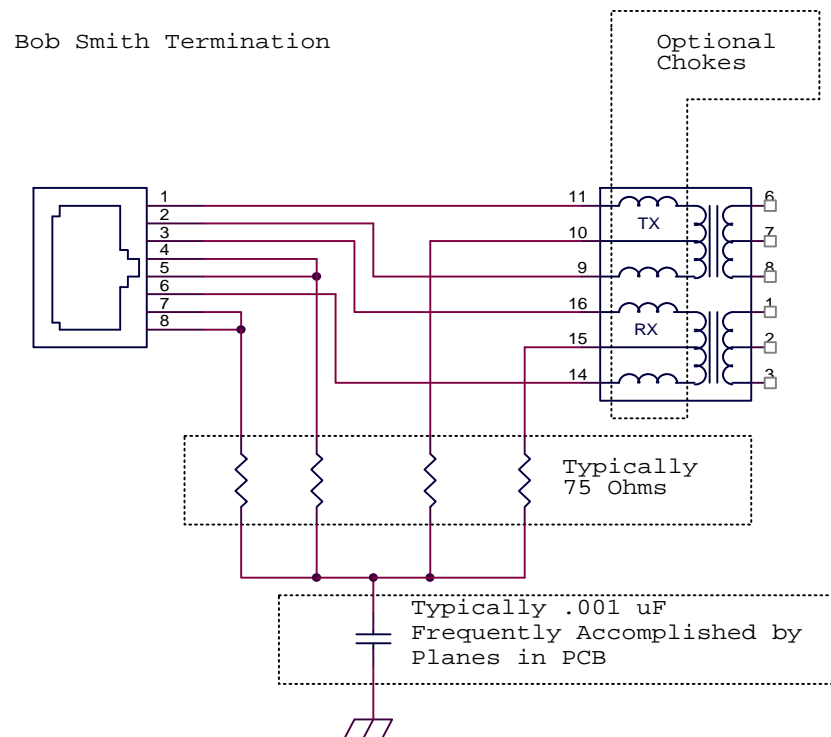 Bob Smith Termination
Optional
Chokes
1
2
3
4
5
6
7
8
11
10
9
16
15
14
TX
RX
6
7
8
1
2
3
Typically
75 Ohms
Typically .001 uF
Frequently Accomplished by
Planes in PCB